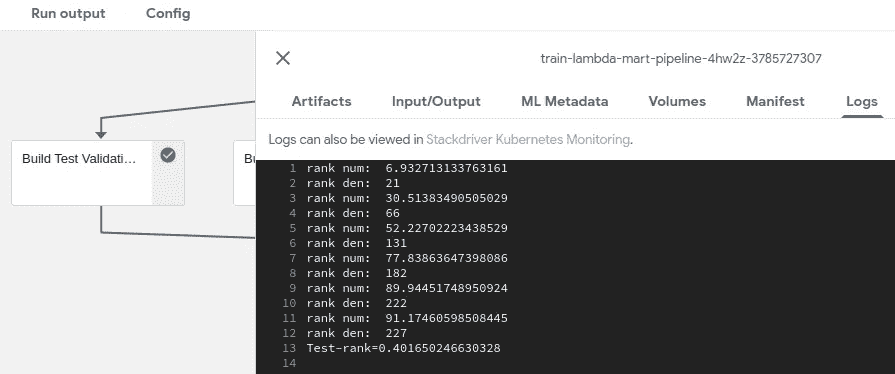 Run output Config
train-lambda-mart-pipeline-4hw2z-3785727307
Artifacts Input/Output ML Metadata Volumes Manifest Logs
Logs can also be viewed in Stackdriver Kubernetes Monitoring.
Build Test Validati...
Bu
1 rank num: 6.932713133763161
2 rank den: 21
3 rank num: 30.51383490505029
4 rank den: 66
5 rank num: 52.22702223438529
6 rank den: 131
7 rank num: 77.83863647398086
8 rank den: 182
9 rank num: 89.94451748950924
10 rank den: 222
11 rank num: 91.17460598508445
12 rank den: 227
13 Test-rank=0.401650246630328
14